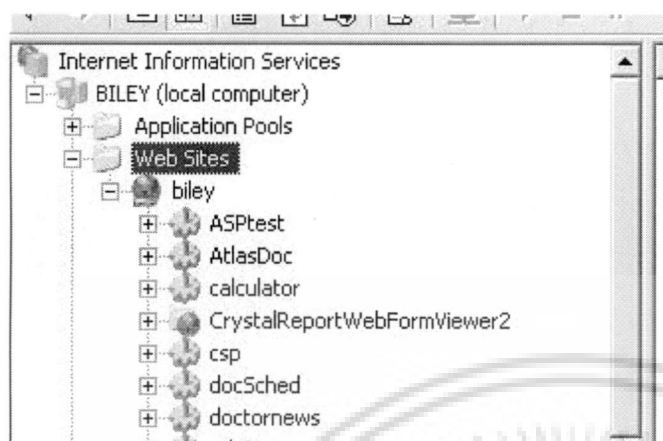 Internet Information Services
BILEY (local computer)
Application Pools
Web Sites
biley
ASPtest
AtlasDoc
calculator
CrystalReportWebFormViewer2
csp
docSched
doctornews